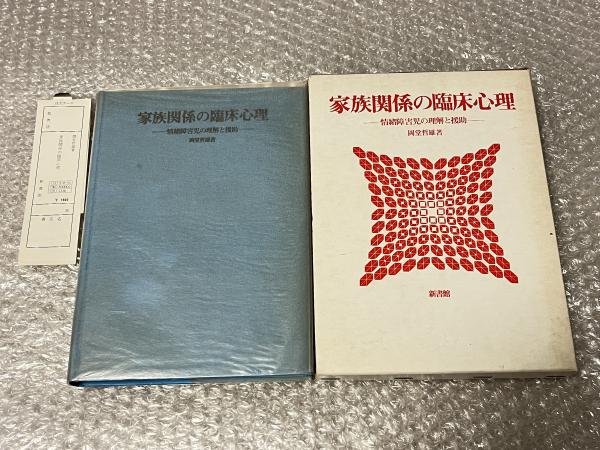 家族関係の臨床心理
情緒障害児の理解と援助
岡堂哲雄著
家族関係の臨床心理
情緒障害児の理解と援助
岡堂哲雄著
新書館